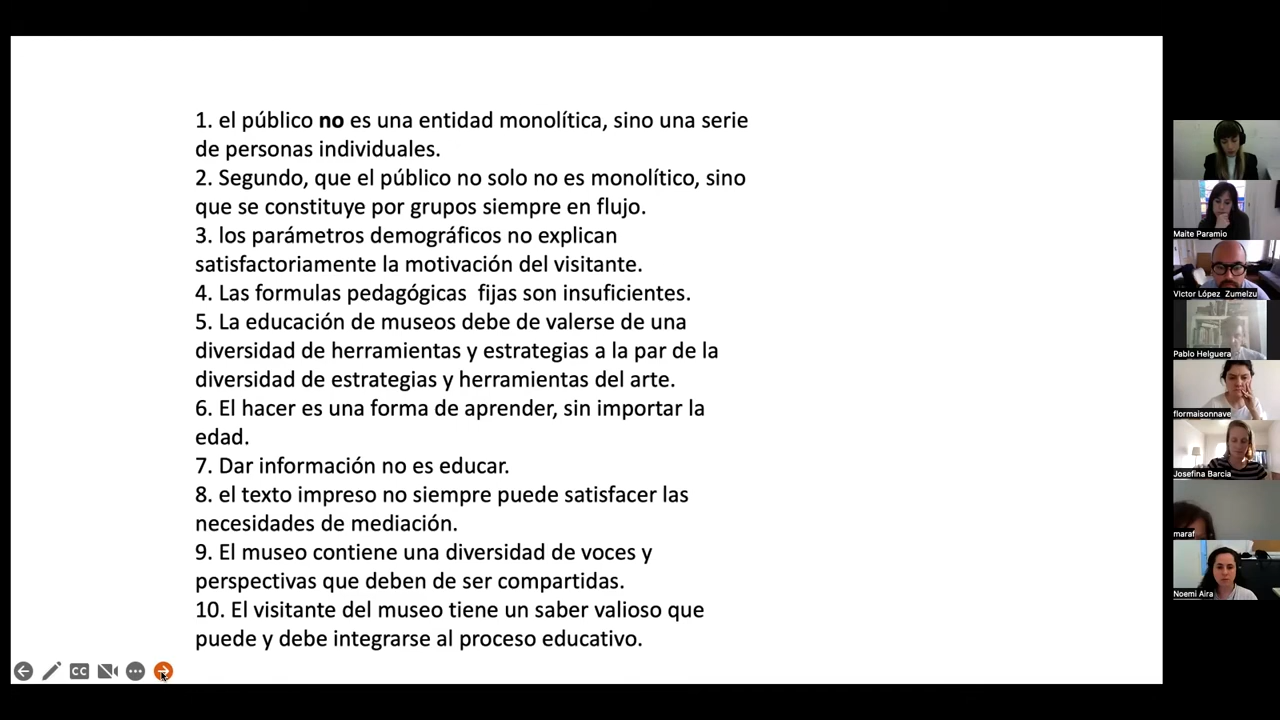 1. el público no es una entidad monolítica, sino una serie
de personas individuales.
2. Segundo, que el público no solo no es monolítico, sino
que se constituye por grupos siempre en flujo.
3. los parámetros demográficos no explican
satisfactoriamente la motivación del visitante.
4. Las formulas pedagógicas  fijas son insuficientes.
5. La educación de museos debe de valerse de una
diversidad de herramientas y estrategias a la par de la
diversidad de estrategias y herramientas del arte.
6. El hacer es una forma de aprender, sin importar la
edad.
7. Dar información no es educar.
8. el texto impreso no siempre puede satisfacer las
necesidades de mediación.
9. El museo contiene una diversidad de voces y
perspectivas que deben de ser compartidas.
10. El visitante del museo tiene un saber valioso que
puede y debe integrarse al proceso educativo.
CC
Maite Paramio
Víctor López Zumelzu
Pablo Helguera
flormaisonnave
Josefina Barcia
maraf
Noemi Aira